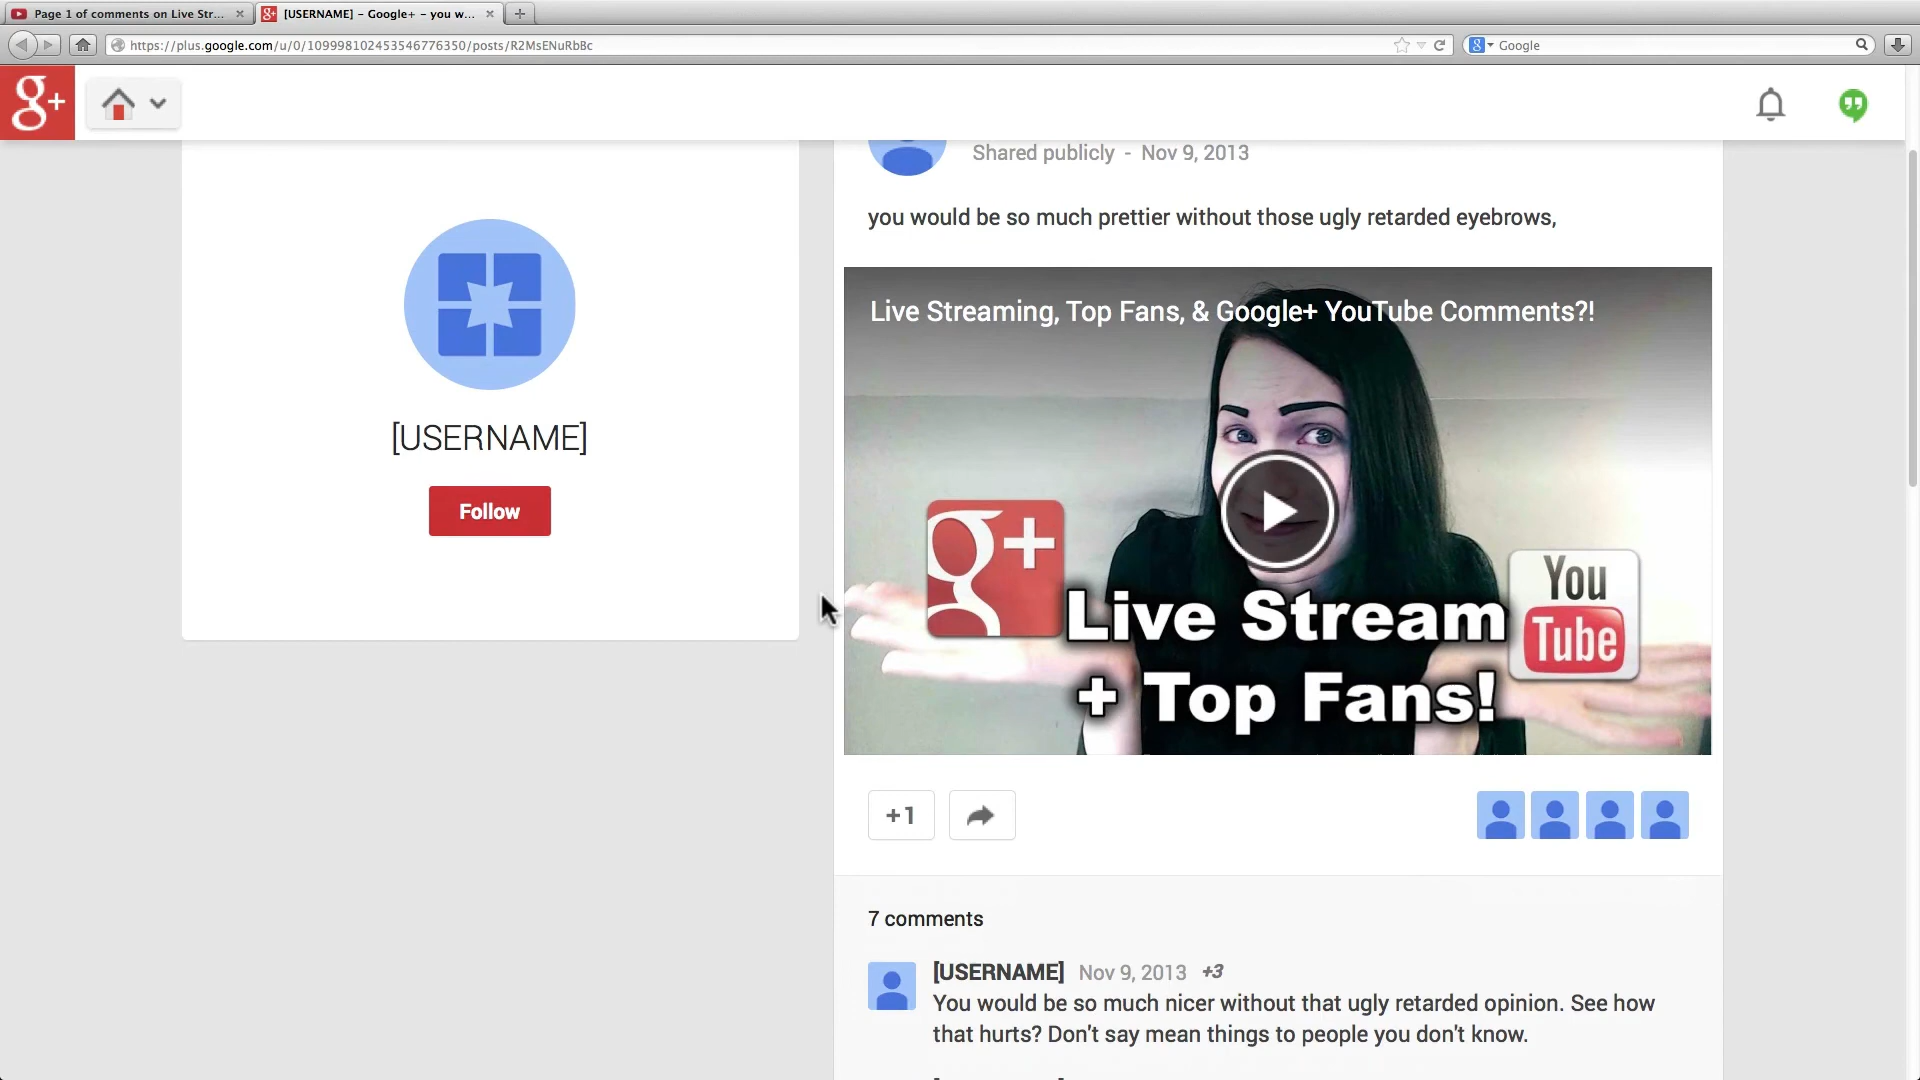 Page 1 of comments on Live Str...
[USERNAME] - Google+ - you w...
https://plus.google.com/u/0/109998102453546776350/posts/R2MsENuRbBc
Google
g+
Shared publicly - Nov 9, 2013
you would be so much prettier without those ugly retarded eyebrows,
[USERNAME]
Follow
Live Streaming, Top Fans, & Google+ YouTube Comments?!
g+
You
Tube
Live Stream
+ Top Fans!
+1
7 comments
[USERNAME] Nov 9, 2013 +3
You would be so much nicer without that ugly retarded opinion. See how
that hurts? Don't say mean things to people you don't know.